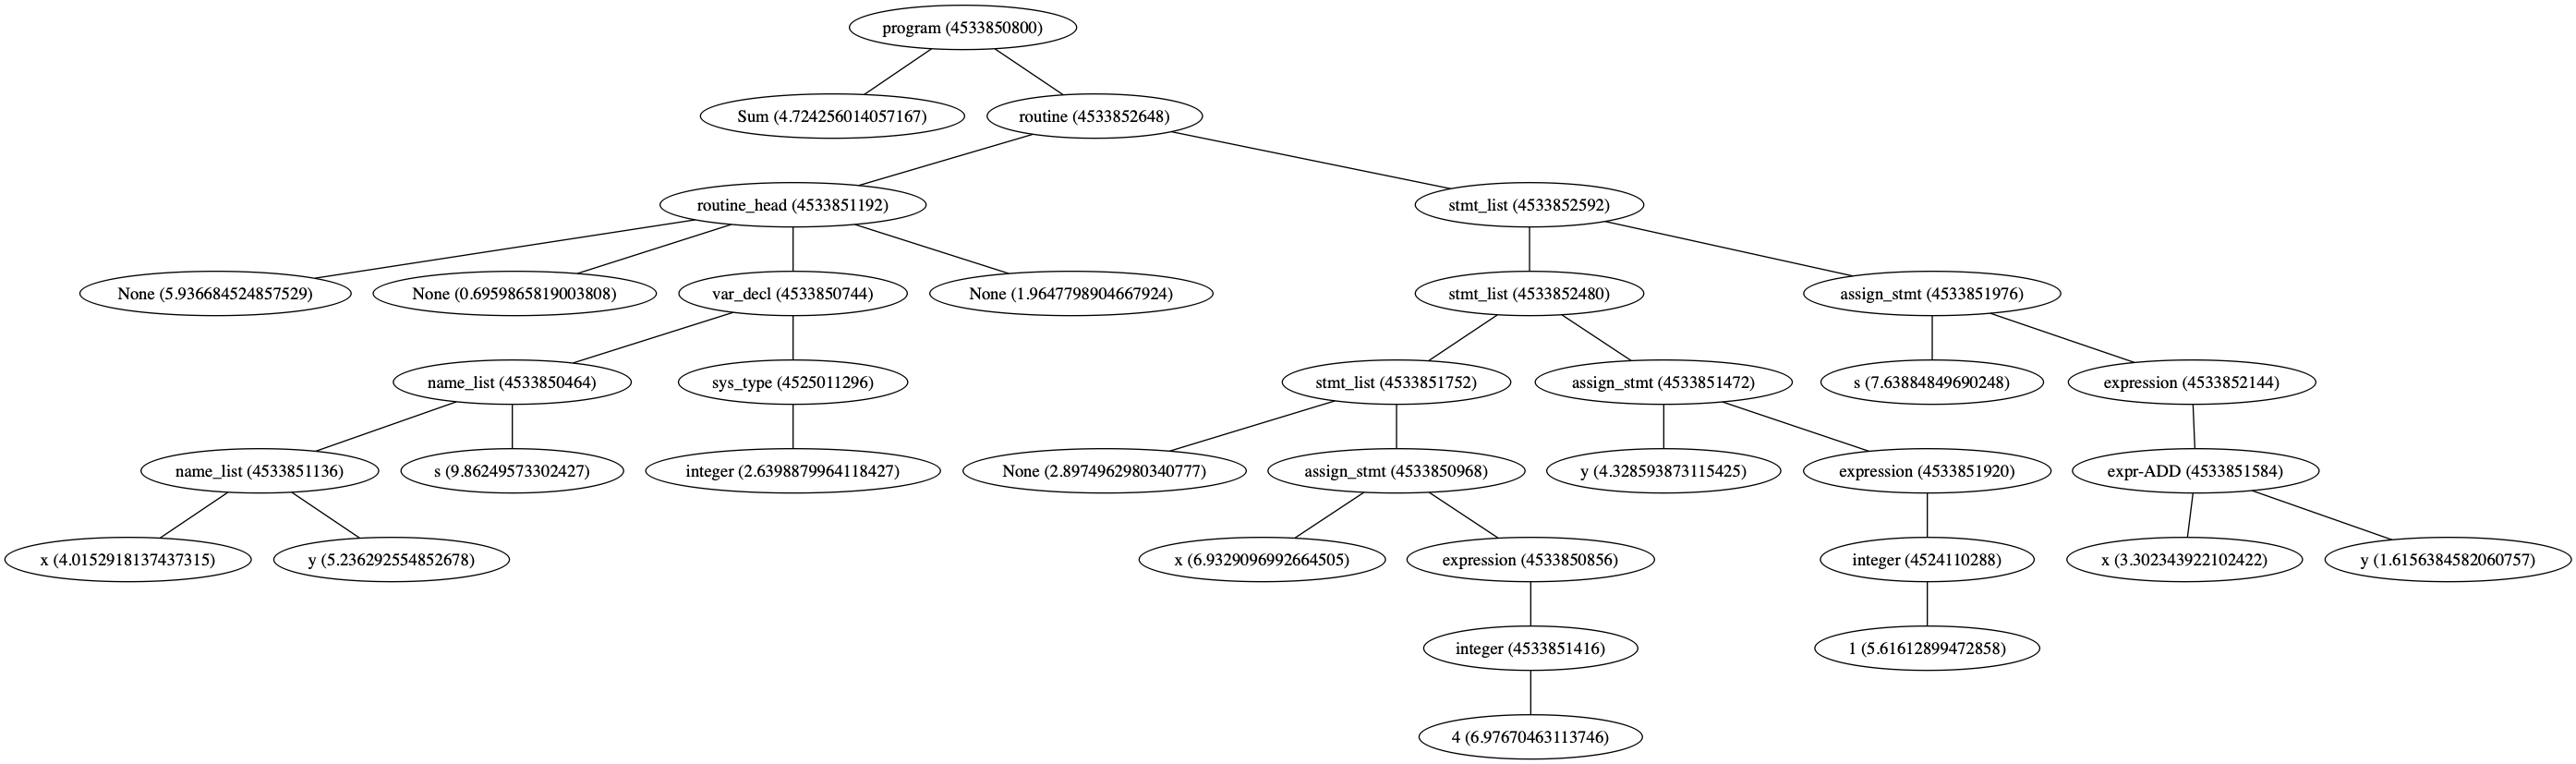 program (4533850800)
Sum (4.724256014057167)
routine (4533852648)
routine_head (4533851192)
stmt_list (4533852592)
None (5.936684524857529)
None (0.6959865819003808)
var_decl (4533850744)
None (1.9647798904667924)
stmt_list (4533852480)
assign_stmt (4533851976)
name_list (4533850464)
sys_type (4525011296)
stmt_list (4533851752)
assign_stmt (4533851472)
s (7.63884849690248)
expression (4533852144)
name_list (4533851136)
s (9.86249573302427)
integer (2.6398879964118427)
None (2.8974962980340777)
assign_stmt (4533850968)
y (4.328593873115425)
expression (4533851920)
expr-ADD (4533851584)
x (4.0152918137437315)
y (5.236292554852678)
x (6.9329096992664505)
expression (4533850856)
integer (4524110288)
x (3.302343922102422)
y (1.6156384582060757)
integer (4533851416)
1 (5.61612899472858)
4 (6.97670463113746)